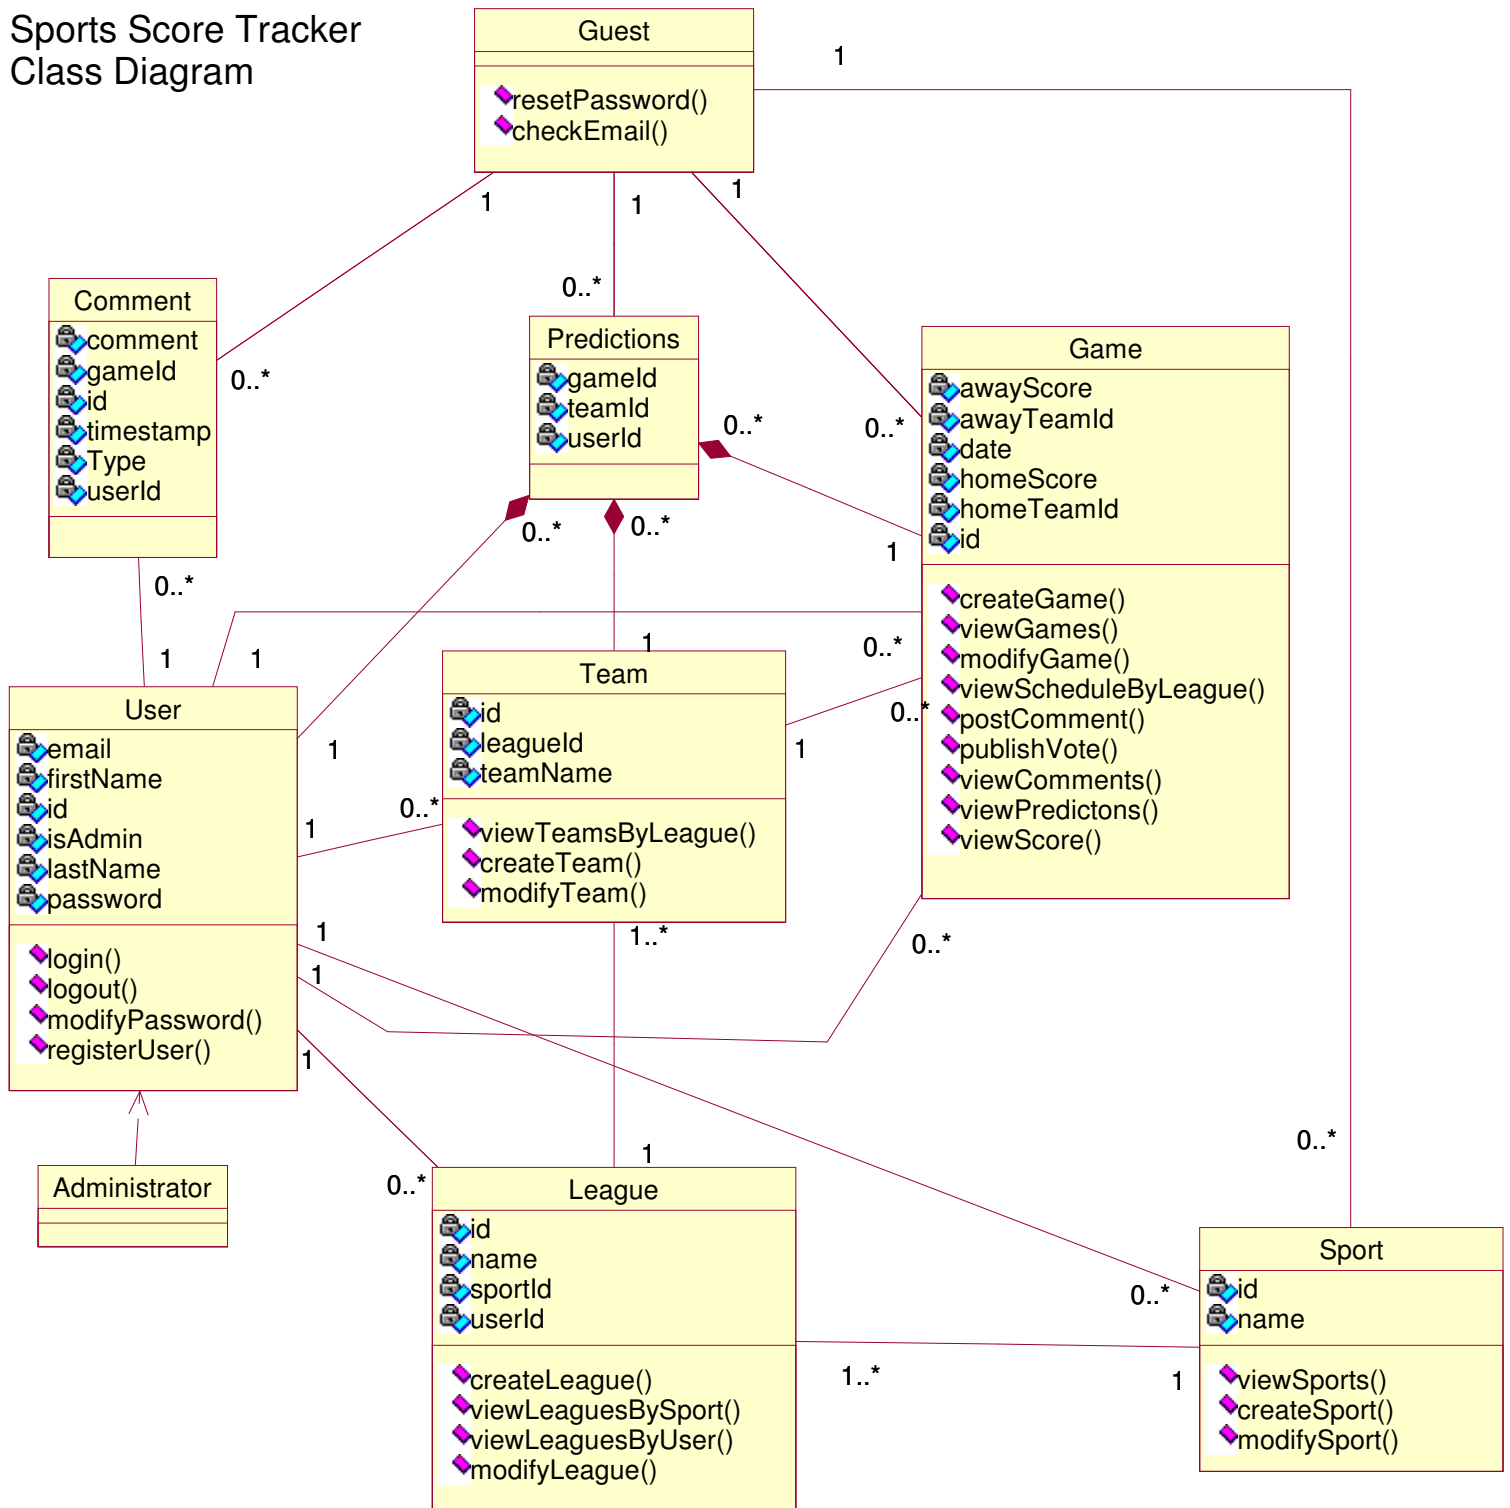 Sports Score Tracker
Class Diagram
Guest
resetPassword()
checkEmail()
1
1
1
1
0..*
0..*
0..*
Comment
comment
gameId
id
timestamp
Type
userId
0..*
1
Predictions
gameId
teamId
userId
0..*
0..*
0..*
1
1
1
Game
awayScore
awayTeamId
date
homeScore
homeTeamId
id
createGame()
viewGames()
modifyGame()
viewScheduleByLeague()
postComment()
publishVote()
viewComments()
viewPredictons()
viewScore()
1
0..*
0..*
1
0..*
Team
id
leagueId
teamName
viewTeamsByLeague()
createTeam()
modifyTeam()
0..*
1
1..*
1
User
email
firstName
id
isAdmin
lastName
password
login()
logout()
modifyPassword()
registerUser()
1
1
1
0..*
Administrator
League
id
name
sportId
userId
createLeague()
viewLeaguesBySport()
viewLeaguesByUser()
modifyLeague()
1..*
1
0..*
0..*
Sport
id
name
viewSports()
createSport()
modifySport()